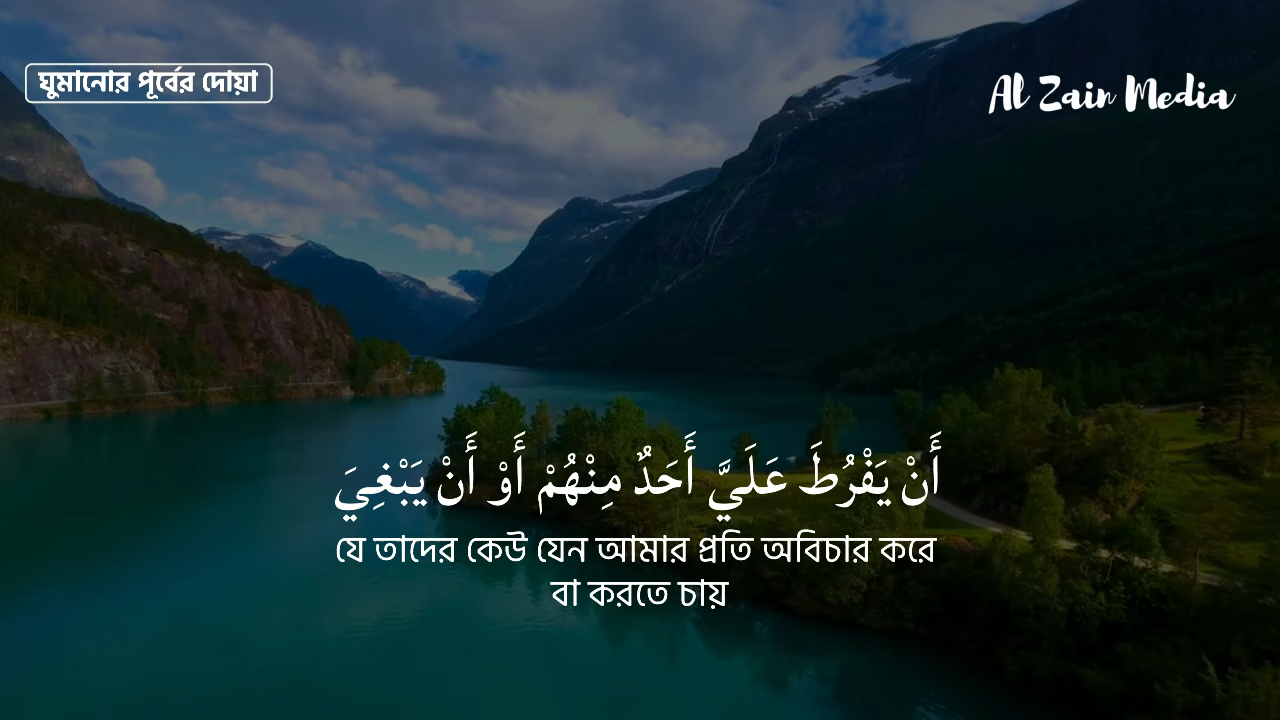 ঘুমানোর পূর্বের দোয়া
Al Zain Media
أَنْ يَفْرُطَ عَلَيَّ أَحَدٌ مِنْهُمْ أَوْ أَنْ يَبْغِيَ
যে তাদের কেউ যেন আমার প্রতি অবিচার করে
বা করতে চায়